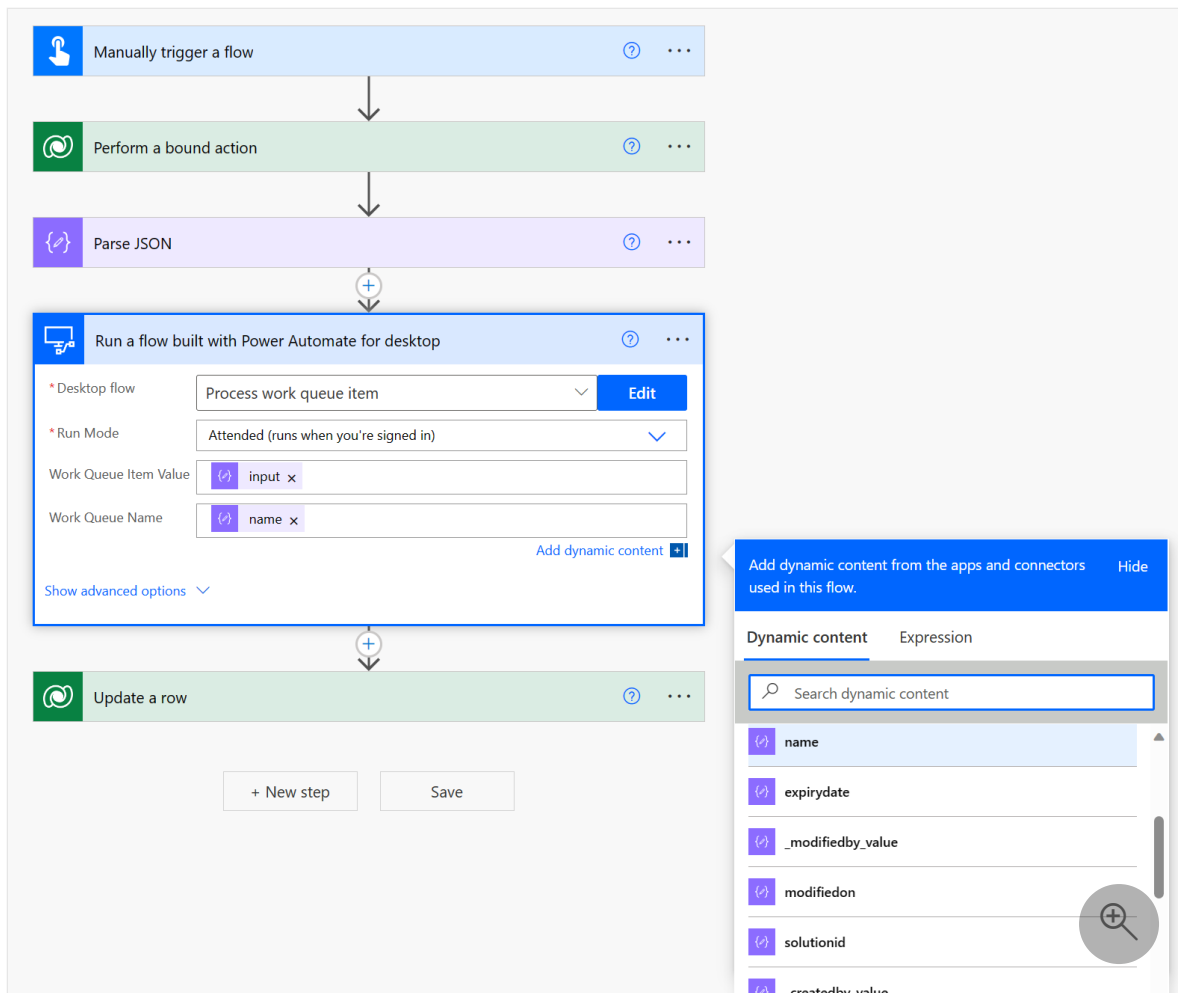 Manually trigger a flow
Perform a bound action
Parse JSON
Run a flow built with Power Automate for desktop
* Desktop flow
Process work queue item
Edit
* Run Mode
Attended (runs when you're signed in)
Work Queue Item Value
input ×
Work Queue Name
name ×
Add dynamic content
Show advanced options
Update a row
+ New step
Save
Add dynamic content from the apps and connectors
used in this flow.
Hide
Dynamic content
Expression
Search dynamic content
name
expirydate
_modifiedby_value
modifiedon
solutionid
_createdby_value